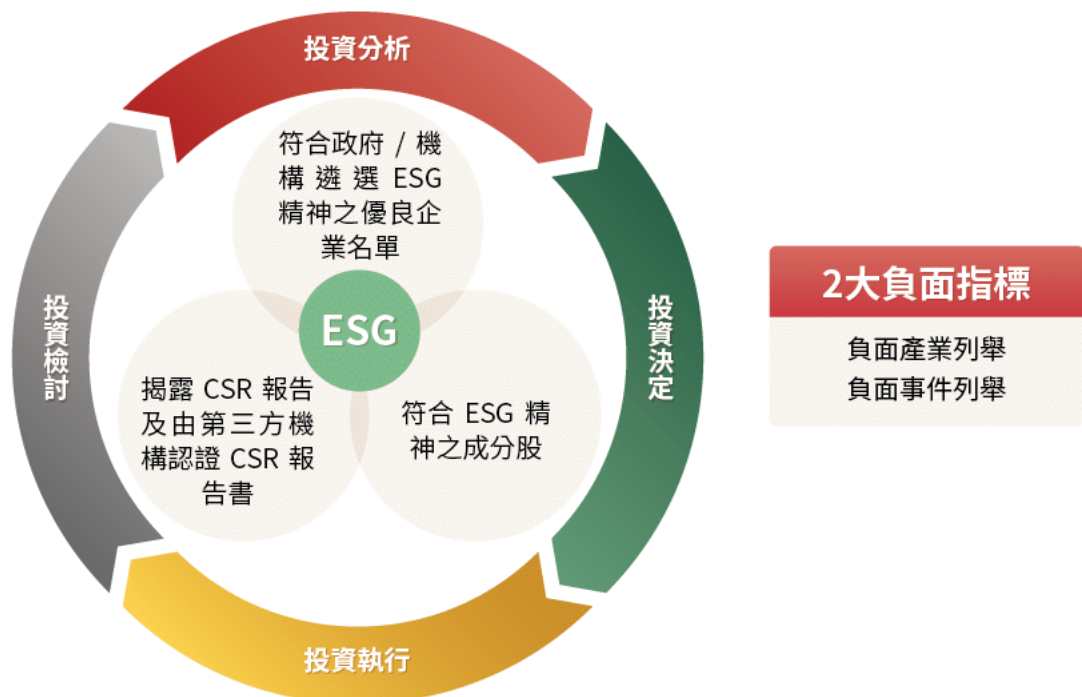 投資分析
符合政府 / 機
構遴選 ESG
精神之優良企
業名單
投資檢討
ESG
投資決定
2大負面指標
負面產業列舉
負面事件列舉
揭露 CSR 報告
及由第三方機
構認證 CSR 報
告書
符合 ESG 精
神之成分股
投資執行